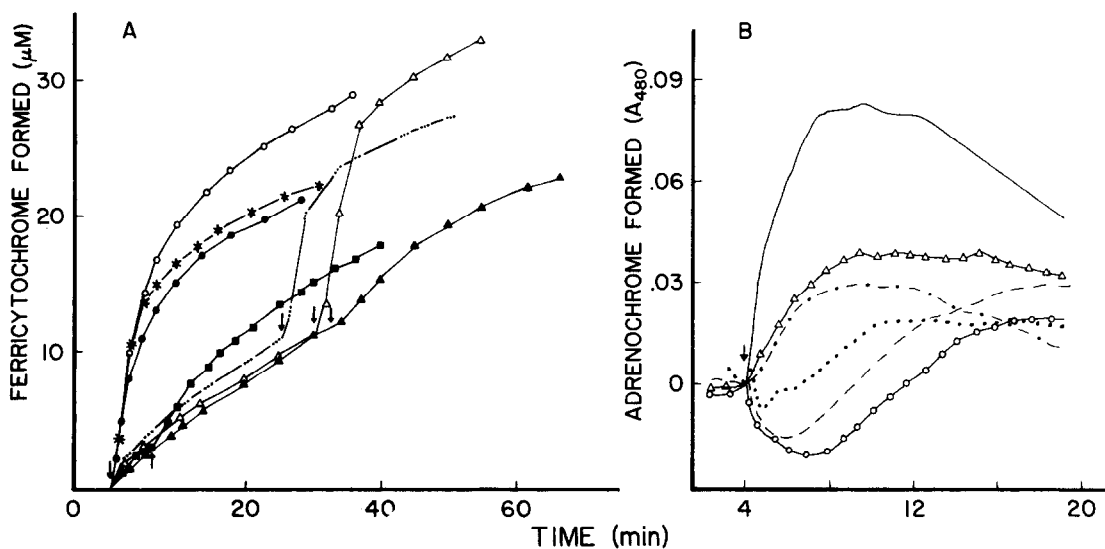 A
B
FERRICYTOCHROME FORMED (μM)
30
20
10
0
20
40
60
ADRENOCHROME FORMED (A480)
.09
.06
.03
0
4
12
20
TIME (min)